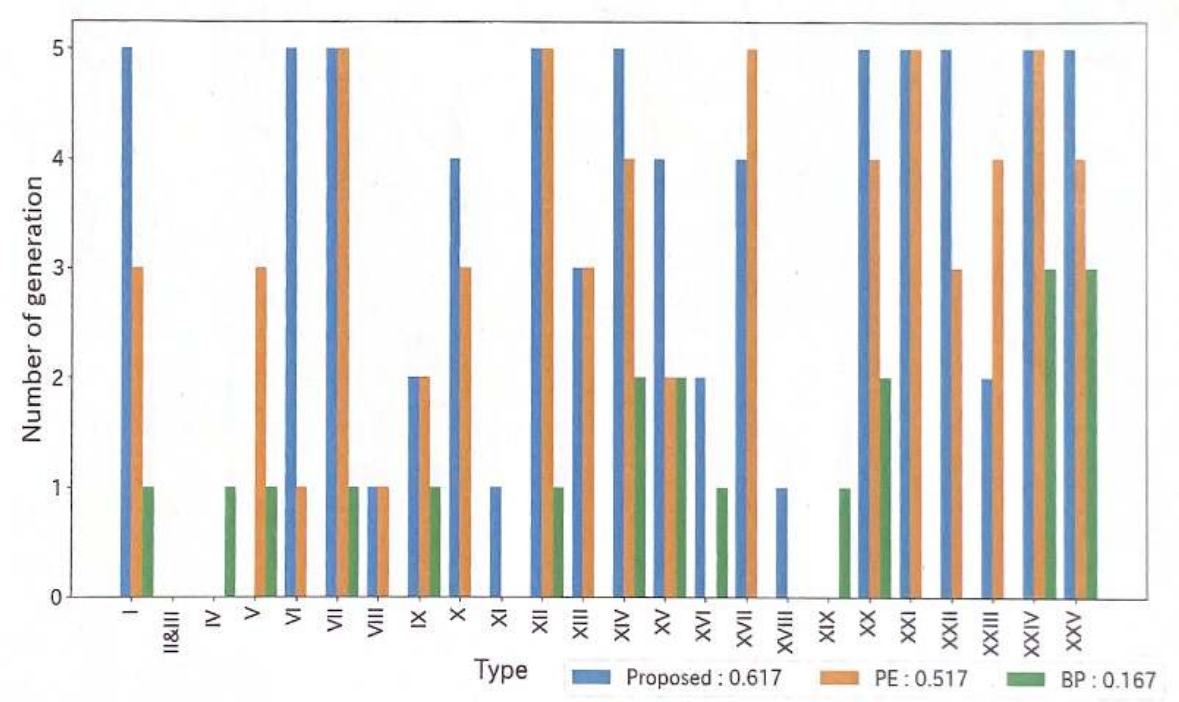 Number of generation
5
4
3
2
1
0
I
II&III
IV
V
VI
VII
VIII
IX
X
XI
XII
XIII
XIV
XV
XVI
XVII
XVIII
XIX
XX
XXI
XXII
XXIII
XXIV
XXV
Type
Proposed : 0.617
PE : 0.517
BP : 0.167